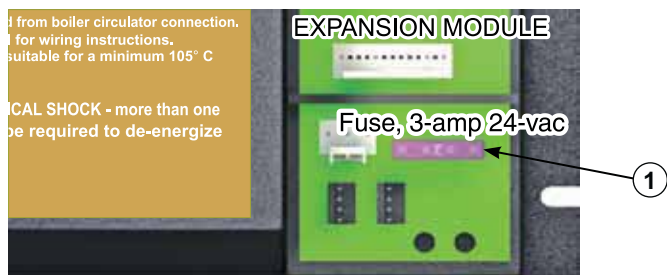 d from boiler circulator connection.
for wiring instructions.
suitable for a minimum 105° C
ICAL SHOCK - more than one
be required to de-energize
EXPANSION MODULE
Fuse, 3-amp 24-vac
1